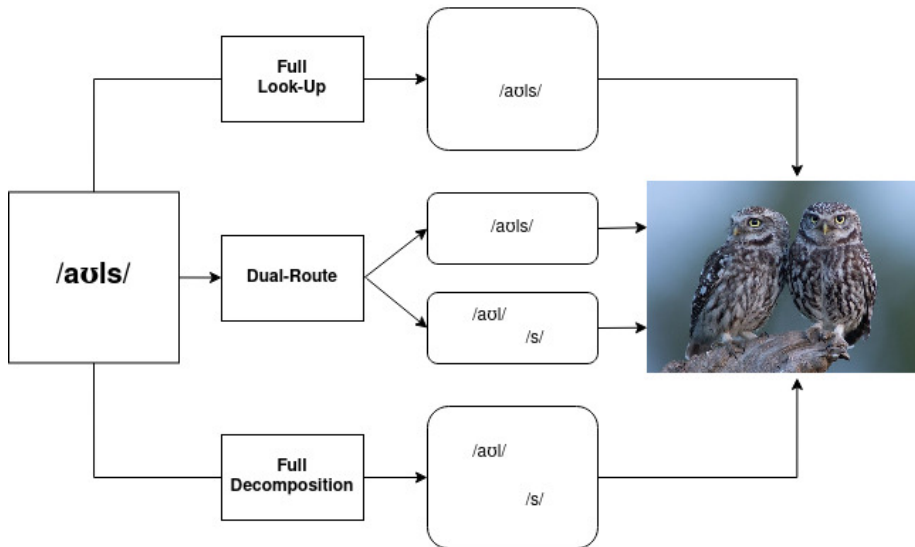 Full
Look-Up
/aʊls/
/aʊls/
Dual-Route
/aʊls/
/aʊl/
/s/
Full
Decomposition
/aʊl/
/s/